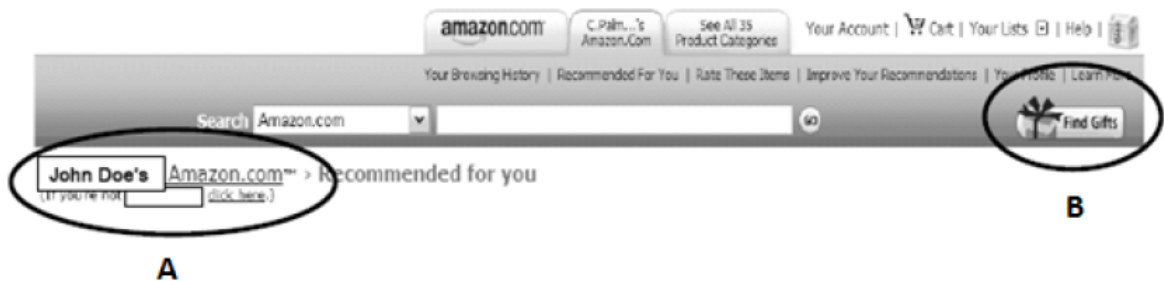 amazon.com C.Palm...'s Amazon.Com See All 35 Product Categories Your Account | Cart | Your Lists | Help |
Your Browsing History | Recommended For You | Rate These Items | Improve Your Recommendations | Your Profile | Learn More
Search Amazon.com GO Find Gifts
John Doe's Amazon.com™ > Recommended for you
(If you're not click here.)
B
A